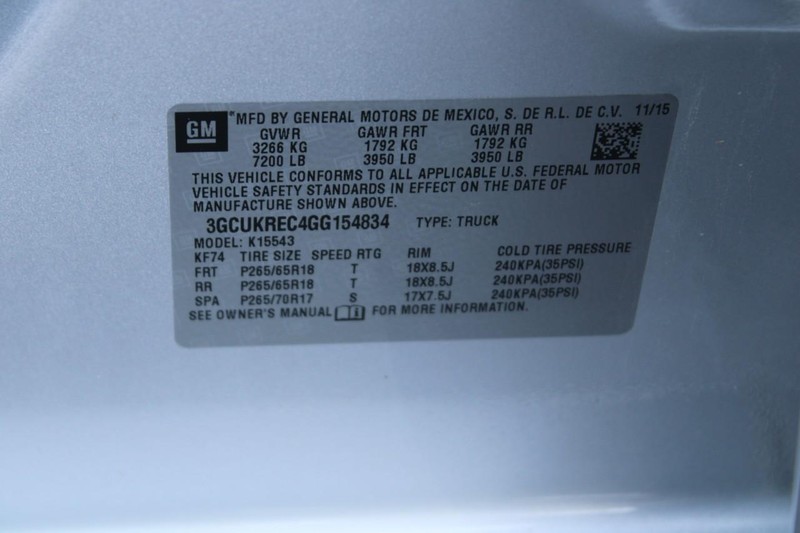 GM
*MFD BY GENERAL MOTORS DE MEXICO, S. DE R.L. DE C.V. 11/15
GVWR GAWR FRT GAWR RR
3266 KG 1792 KG 1792 KG
7200 LB 3950 LB 3950 LB
THIS VEHICLE CONFORMS TO ALL APPLICABLE U.S. FEDERAL MOTOR
VEHICLE SAFETY STANDARDS IN EFFECT ON THE DATE OF
MANUFACTURE SHOWN ABOVE.
3GCUKREC4GG154834 TYPE: TRUCK
MODEL: K15543
KF74 TIRE SIZE SPEED RTG RIM COLD TIRE PRESSURE
FRT P265/65R18 T 18X8.5J 240KPA(35PSI)
RR P265/65R18 T 18X8.5J 240KPA(35PSI)
SPA P265/70R17 S 17X7.5J 240KPA(35PSI)
SEE OWNER'S MANUAL FOR MORE INFORMATION.